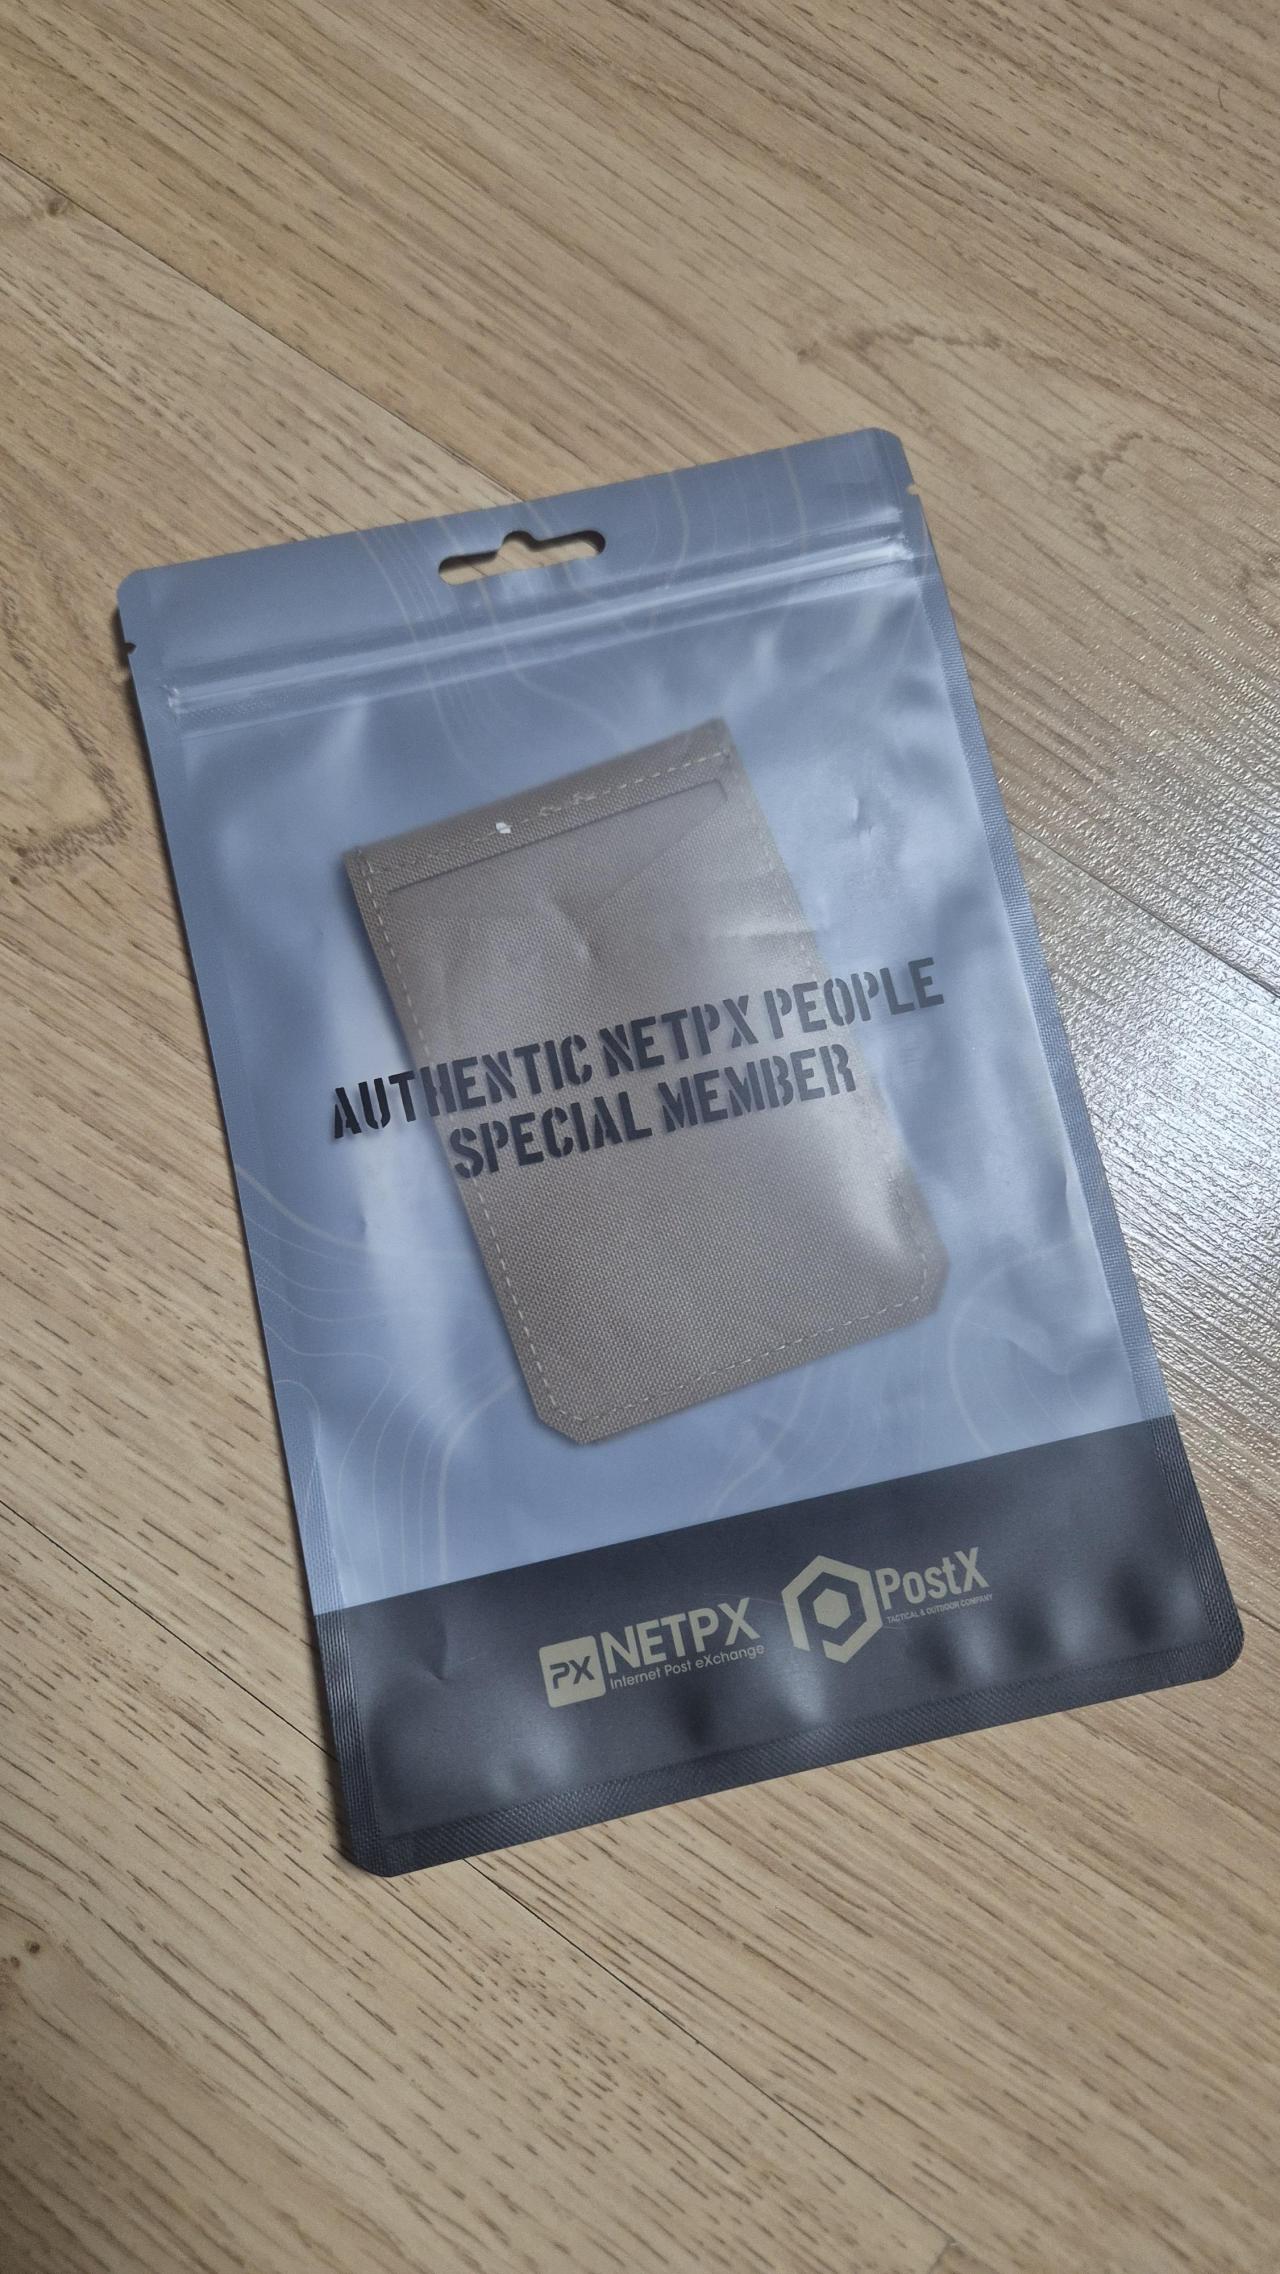 AUTHENTIC NETPX PEOPLE
SPECIAL MEMBER
PX NETPX
Internet Post eXchange
PostX
TACTICAL & OUTDOOR COMPANY